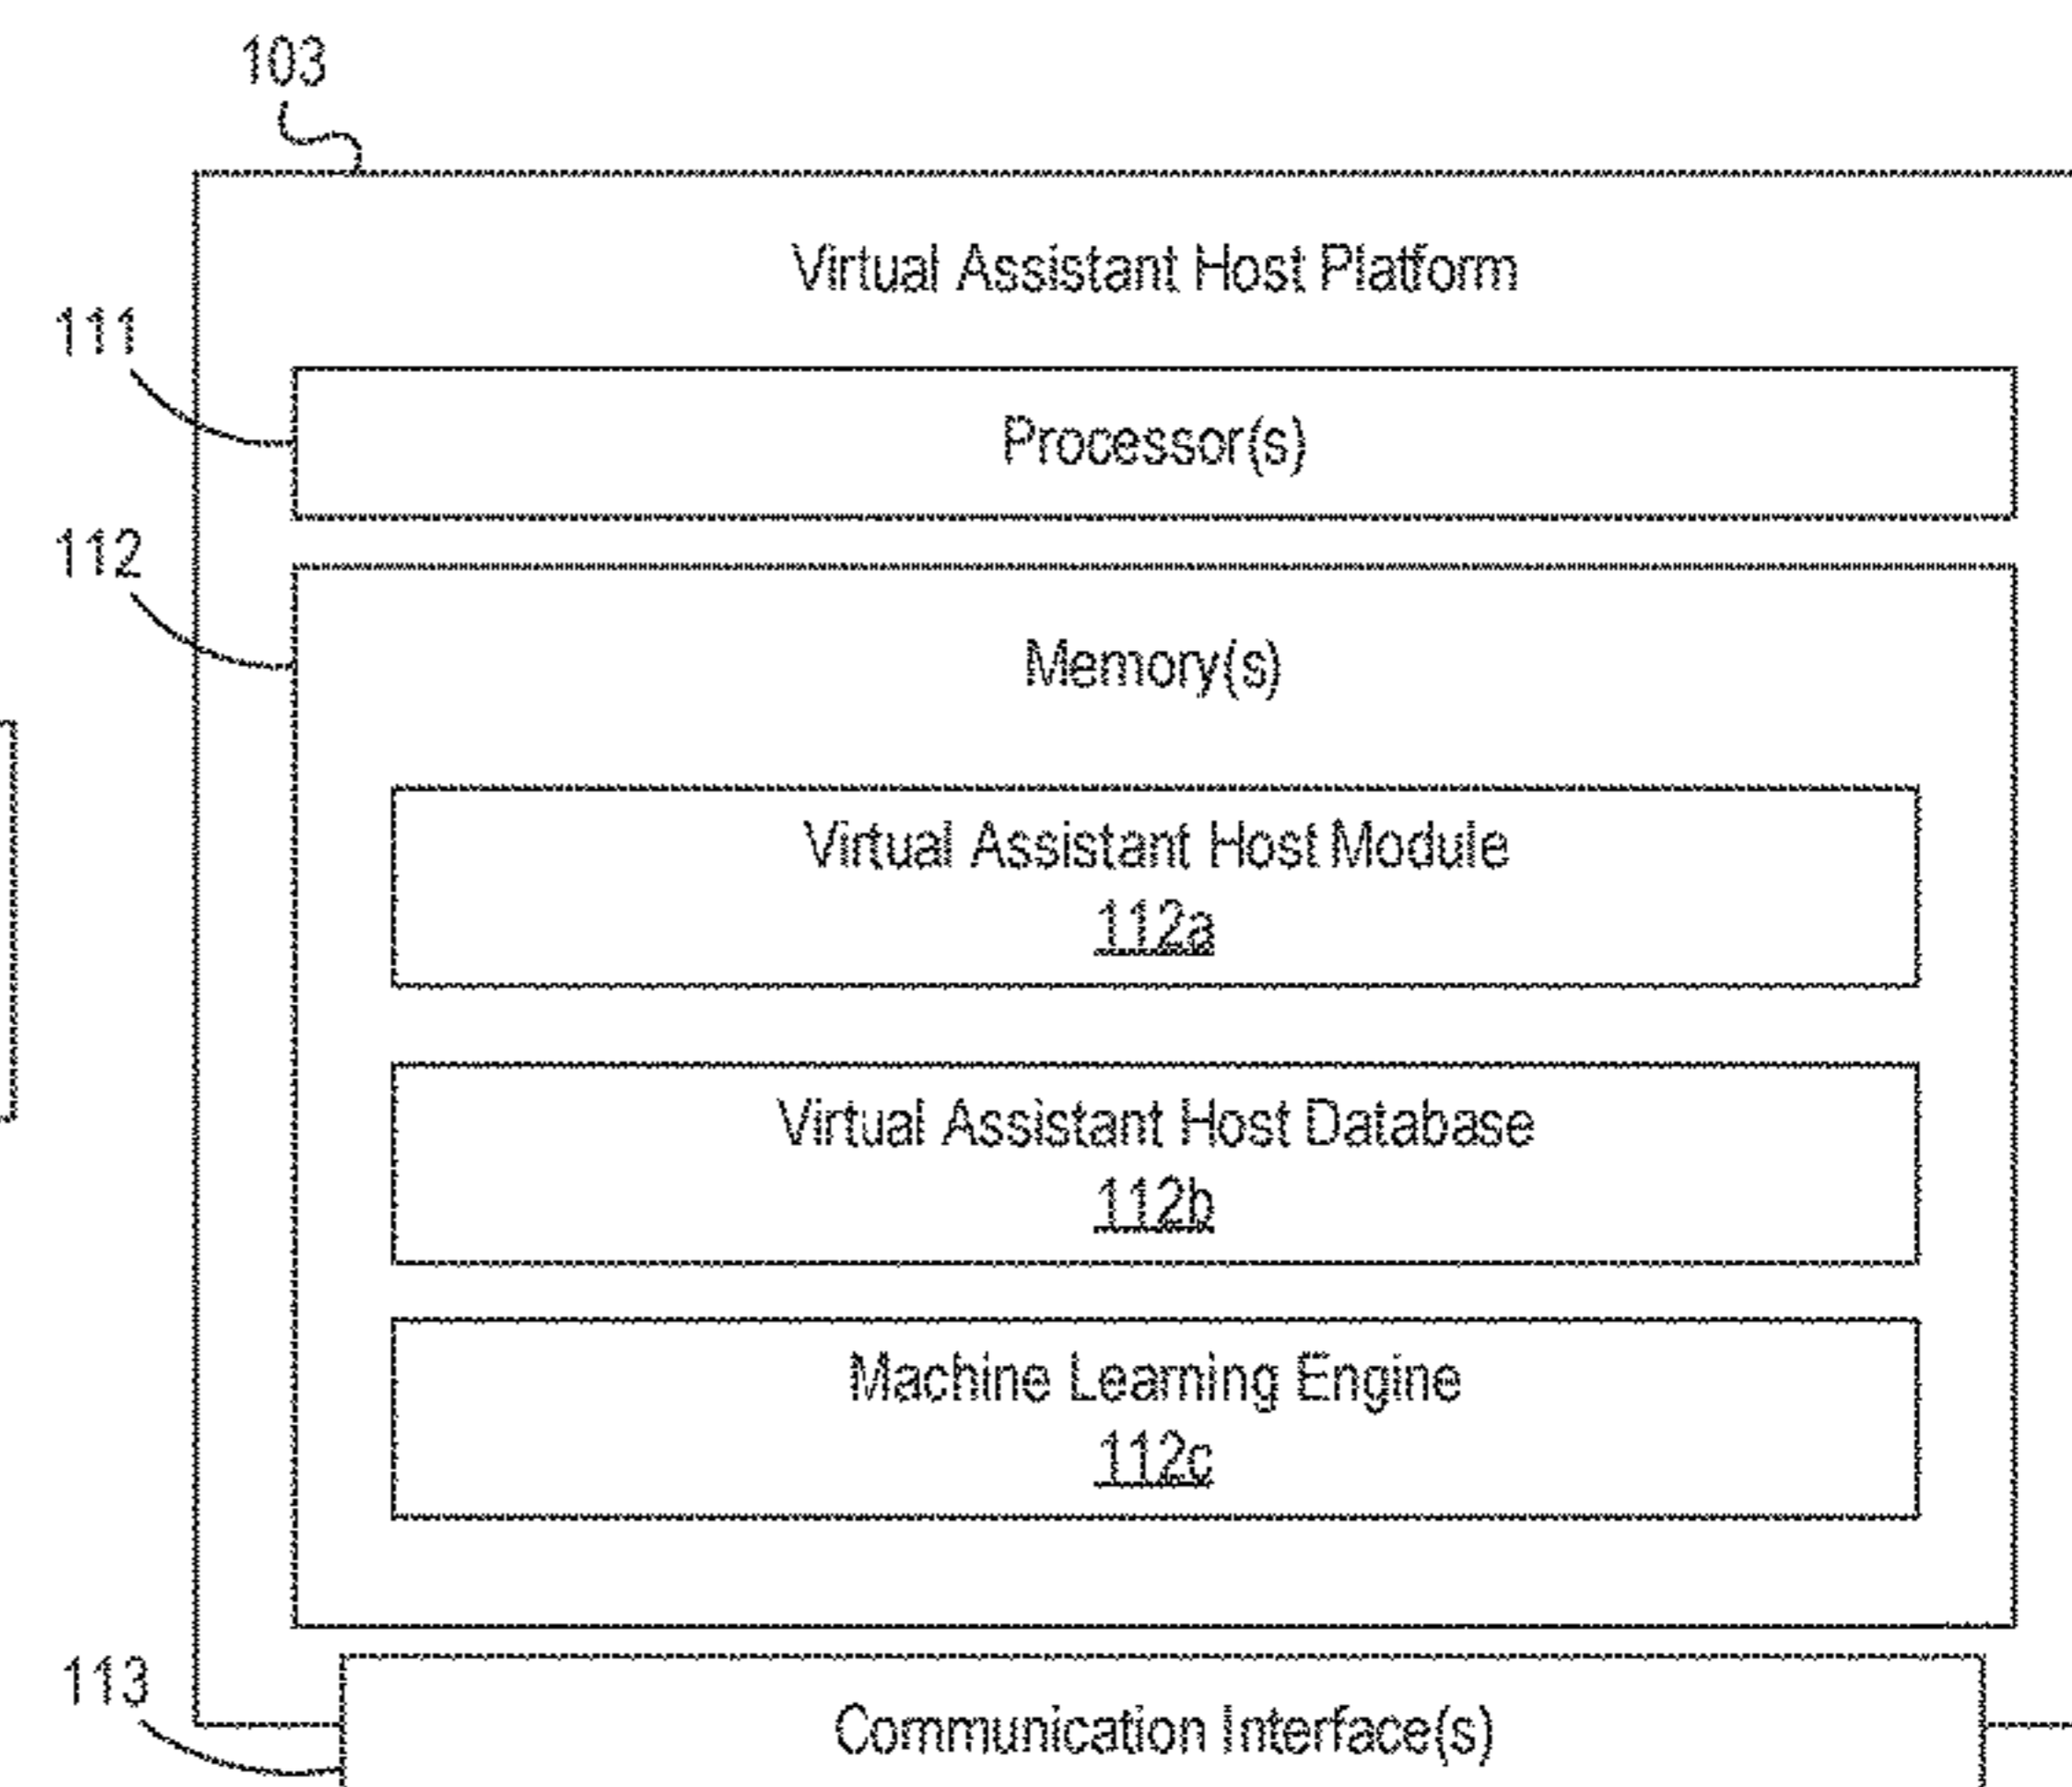 103
Virtual Assistant Host Platform
111
Processor(s)
112
Memory(s)
Virtual Assistant Host Module
112a
Virtual Assistant Host Database
112b
Machine Learning Engine
112c
113
Communication Interface(s)